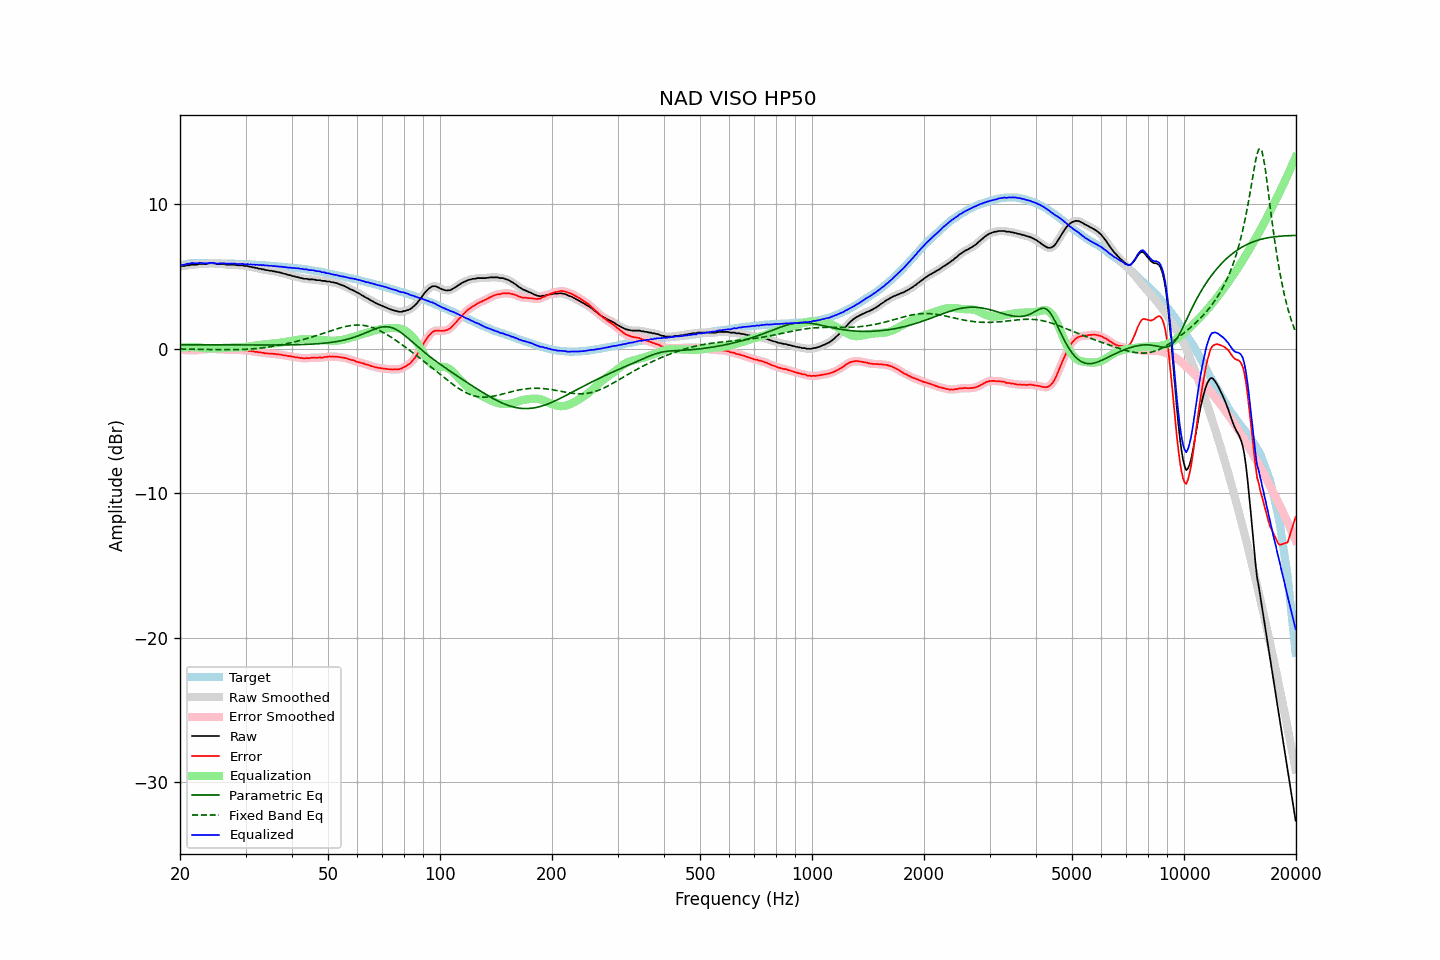 NAD VISO HP50
Amplitude (dBr)
10
0
−10
−20
−30
Target
Raw Smoothed
Error Smoothed
Raw
Error
Equalization
Parametric Eq
Fixed Band Eq
Equalized
20 50 100 200 500 1000 2000 5000 10000 20000
Frequency (Hz)